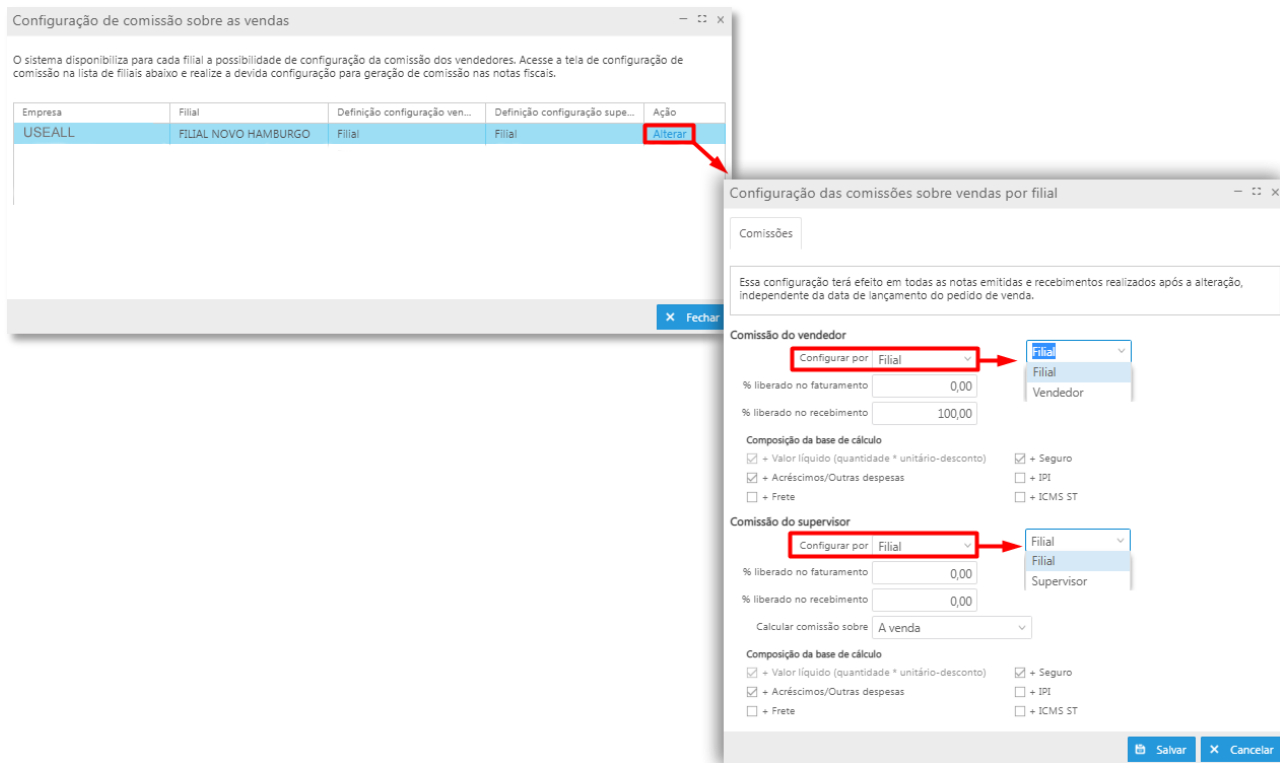 Configuração de comissão sobre as vendas
O sistema disponibiliza para cada filial a possibilidade de configuração da comissão dos vendedores. Acesse a tela de configuração de
comissão na lista de filiais abaixo e realize a devida configuração para geração de comissão nas notas fiscais.
Empresa Filial Definição configuração ven... Definição configuração supe... Ação
USEALL FILIAL NOVO HAMBURGO Filial Filial Alterar
Fechar
Configuração das comissões sobre vendas por filial
Comissões
Essa configuração terá efeito em todas as notas emitidas e recebimentos realizados após a alteração,
independente da data de lançamento do pedido de venda.
Comissão do vendedor
Configurar por Filial Filial
Filial
Vendedor
% liberado no faturamento 0,00
% liberado no recebimento 100,00
Composição da base de cálculo
+ Valor líquido (quantidade * unitário-desconto) + Seguro
+ Acréscimos/Outras despesas + IPI
+ Frete + ICMS ST
Comissão do supervisor
Configurar por Filial Filial
Filial
Supervisor
% liberado no faturamento 0,00
% liberado no recebimento 0,00
Calcular comissão sobre A venda
Composição da base de cálculo
+ Valor líquido (quantidade * unitário-desconto) + Seguro
+ Acréscimos/Outras despesas + IPI
+ Frete + ICMS ST
Salvar Cancelar